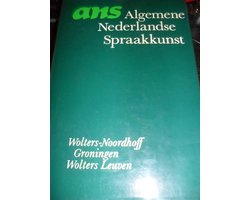 ans Algemene
Nederlandse
Spraakkunst
Wolters-Noordhoff
Groningen
Wolters Leuven